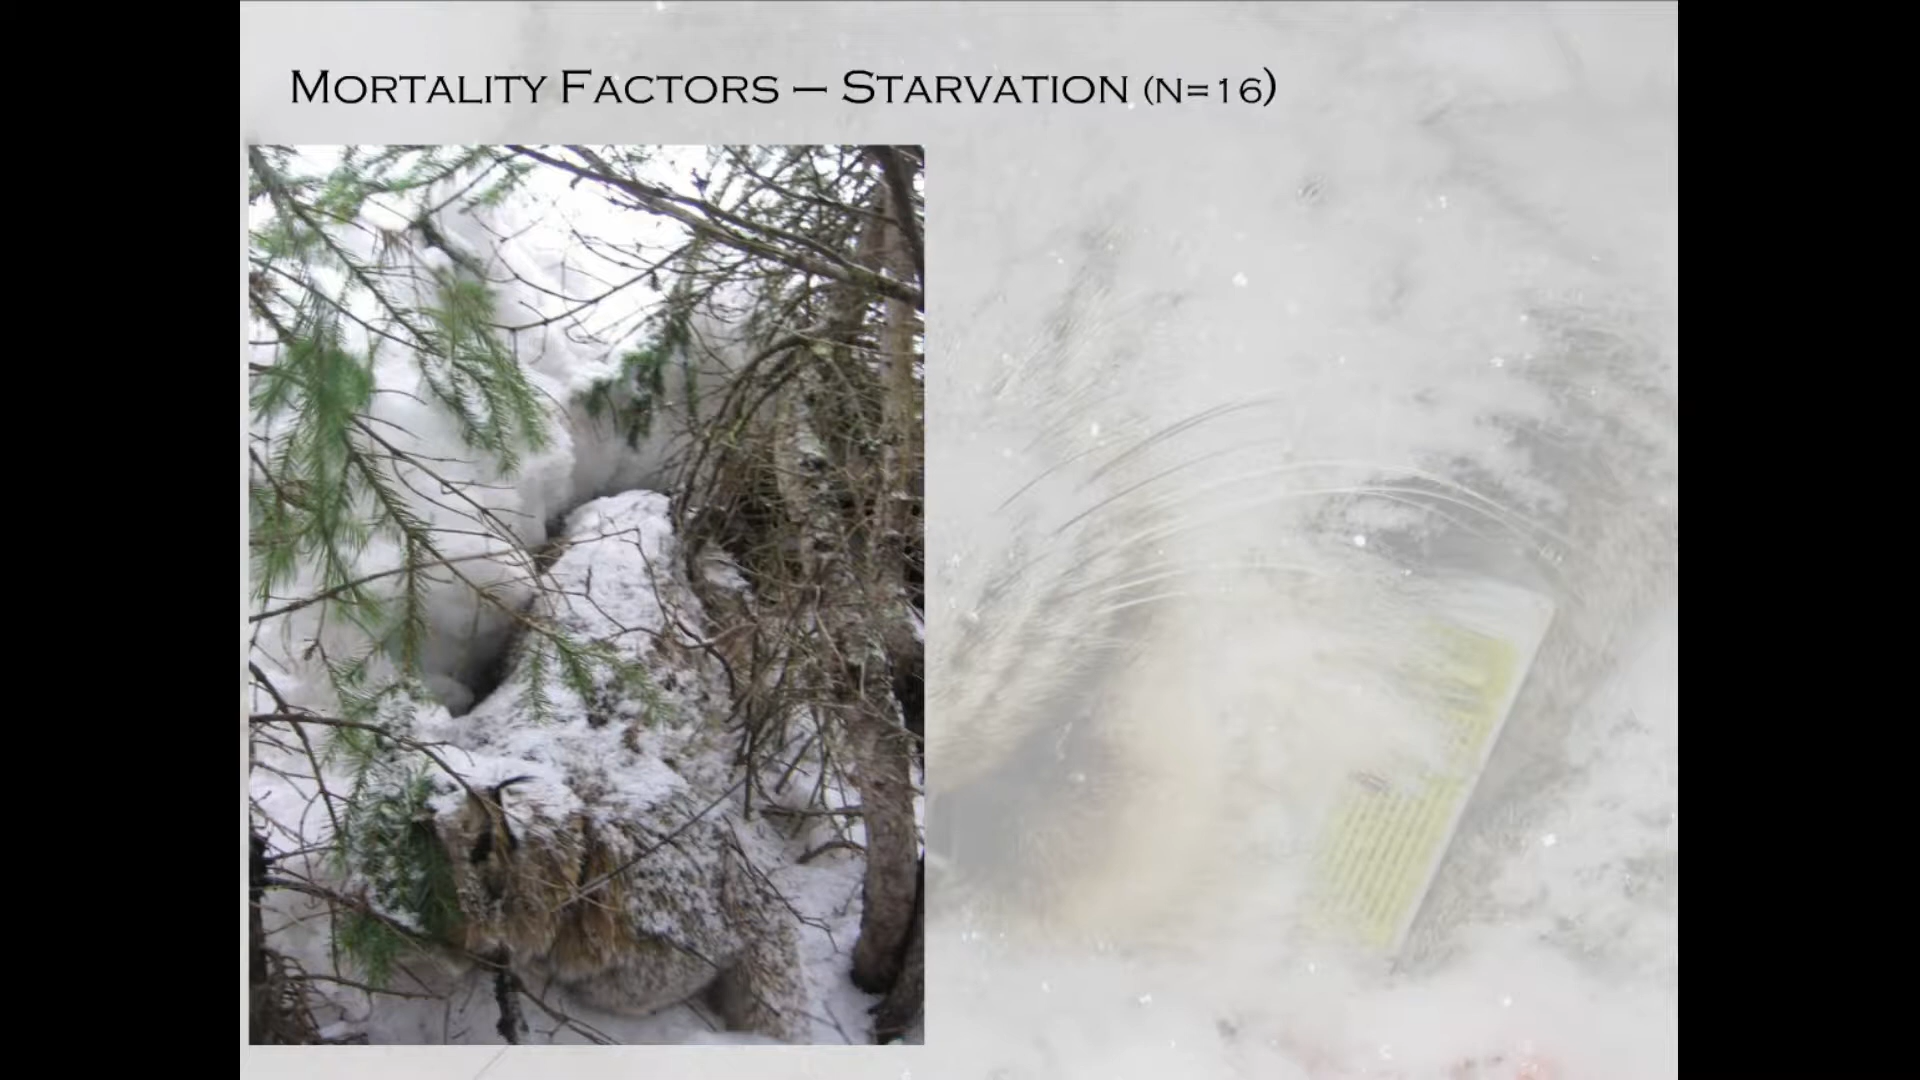 Mortality Factors – Starvation (n=16)